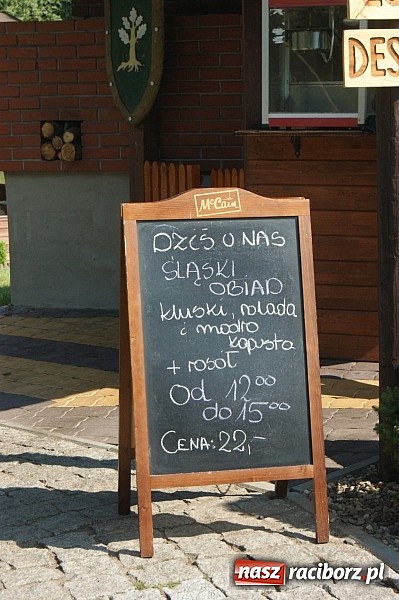 DES
McCain
DZIŚ U NAS
ŚLĄSKI
OBIAD
kluski, rolada
i modro
kapusta
+ rosół
Od 12⁰⁰
do 15⁰⁰
CENA: 22,-
nasz raciborz.pl